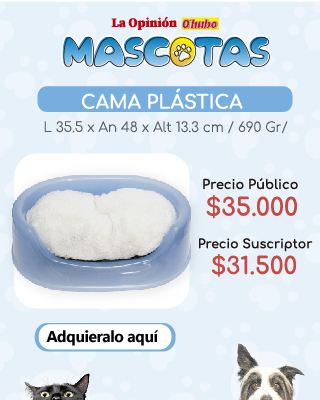 La Opinión Q'hubo
MASCOTAS
CAMA PLÁSTICA
L 35.5 x An 48 x Alt 13.3 cm / 690 Gr/
Precio Público
$35.000
Precio Suscriptor
$31.500
Adquieralo aquí